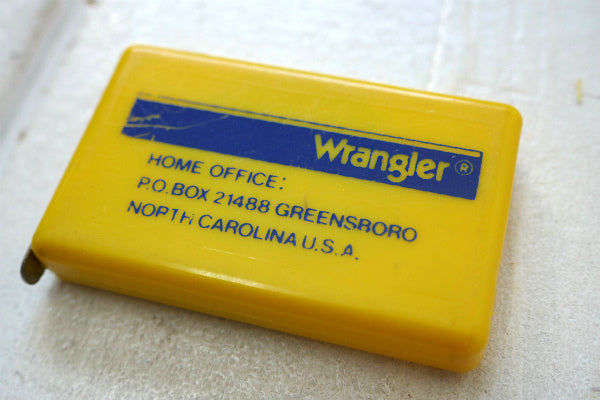 Wrangler®
HOME OFFICE:
P.O.BOX 21488 GREENSBORO
NORTH CAROLINA U.S.A.